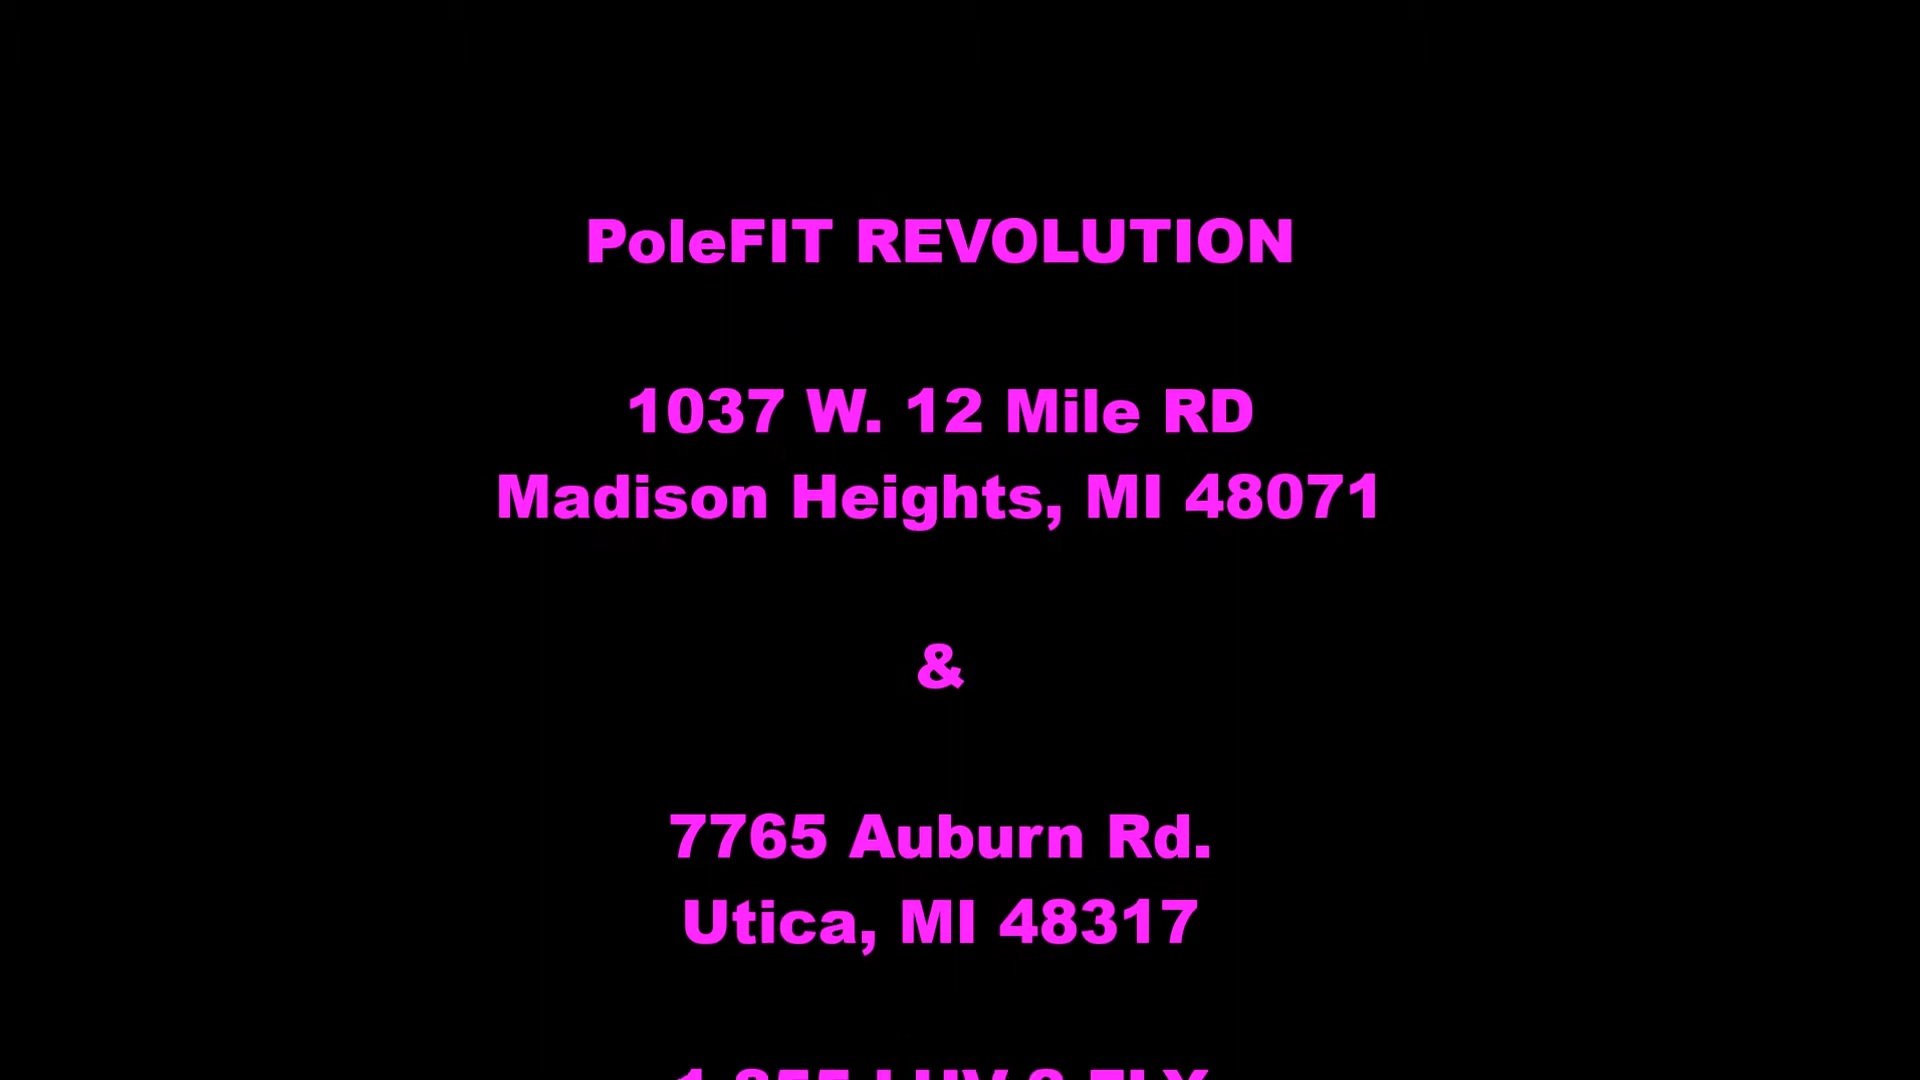 PoleFIT REVOLUTION
1037 W. 12 Mile RD
Madison Heights, MI 48071
&
7765 Auburn Rd.
Utica, MI 48317